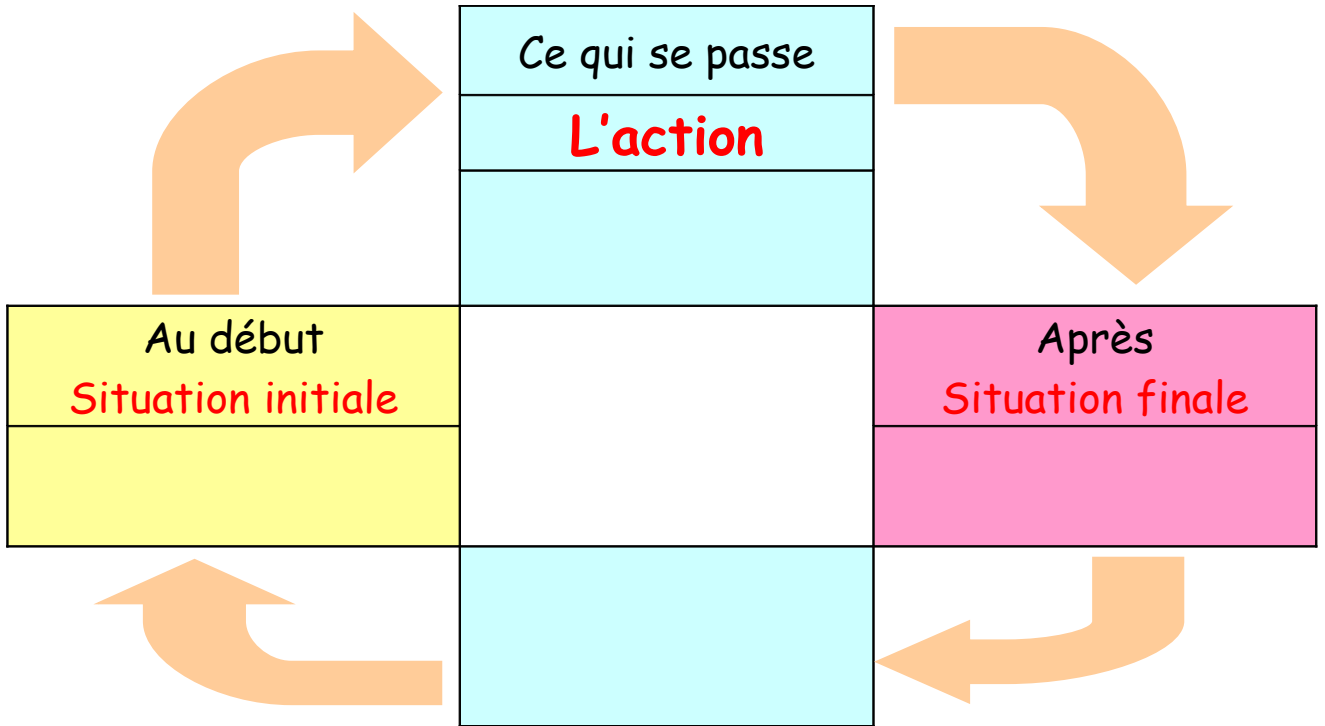 Ce qui se passe
L'action
Au début
Situation initiale
Après
Situation finale